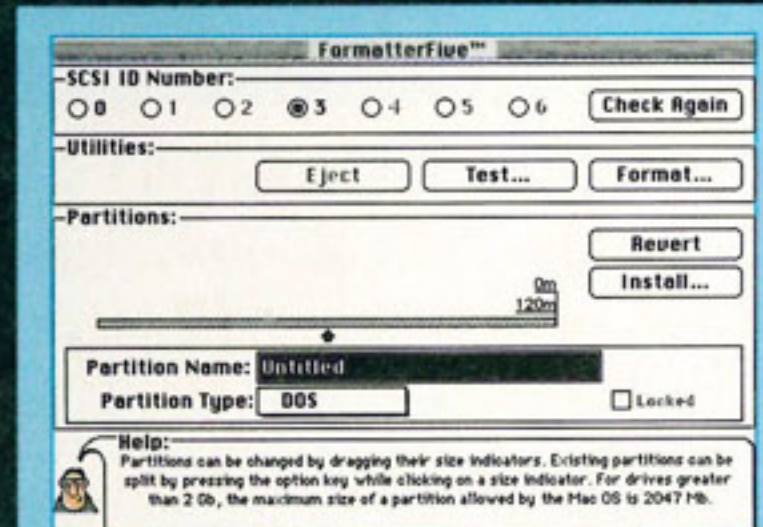 FormatterFive™
SCSI ID Number:
0 1 2 3 4 5 6 Check Again
Utilities:
Eject Test... Format...
Partitions:
Revert
Install...
0m
120m
Partition Name: Untitled
Partition Type: DOS Locked
Help:
Partitions can be changed by dragging their size indicators. Existing partitions can be
split by pressing the option key while clicking on a size indicator. For drives greater
than 2 Gb, the maximum size of a partition allowed by the Mac OS is 2047 Mb.